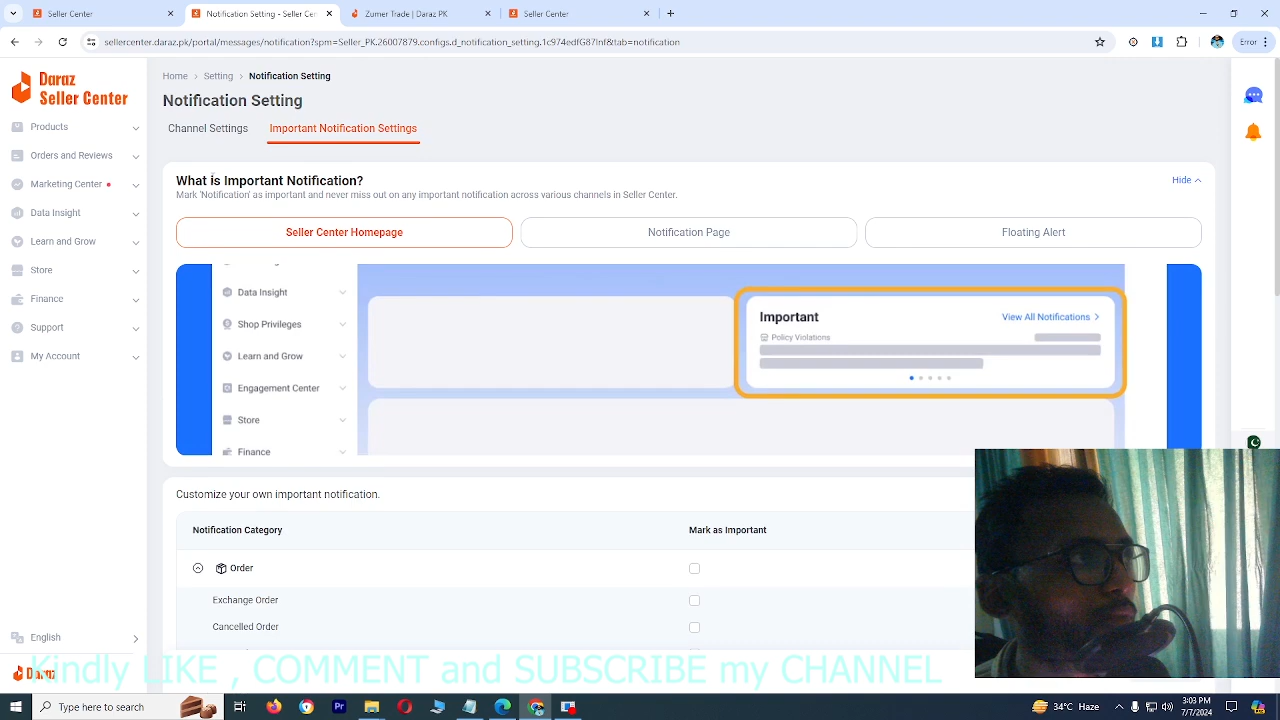 Seller Center
Seller Center
Zumer Trade | Daraz PK
Seller Center
sellercenter.daraz.pk/portal/messages/notification?spm=Seller_PK.26007879.configs.d_notification_setting.1c974edfG87Inf&tab=notification
Error
Daraz
Seller Center
Products
Orders and Reviews
Marketing Center
Data Insight
Learn and Grow
Store
Finance
Support
My Account
English
Daraz
Home > Setting > Notification Setting
Notification Setting
Channel Settings
Important Notification Settings
What is Important Notification?
Hide
Mark 'Notification' as important and never miss out on any important notification across various channels in Seller Center.
Seller Center Homepage
Notification Page
Floating Alert
Data Insight
Shop Privileges
Learn and Grow
Engagement Center
Store
Finance
Important
View All Notifications >
Policy Violations
Customize your own important notification.
Notification Category
Mark as Important
Order
Exchange Order
Cancelled Order
Kindly LIKE , COMMENT and SUBSCRIBE my CHANNEL
Type here to search
34°C Haze
3:03 PM
7/7/2024